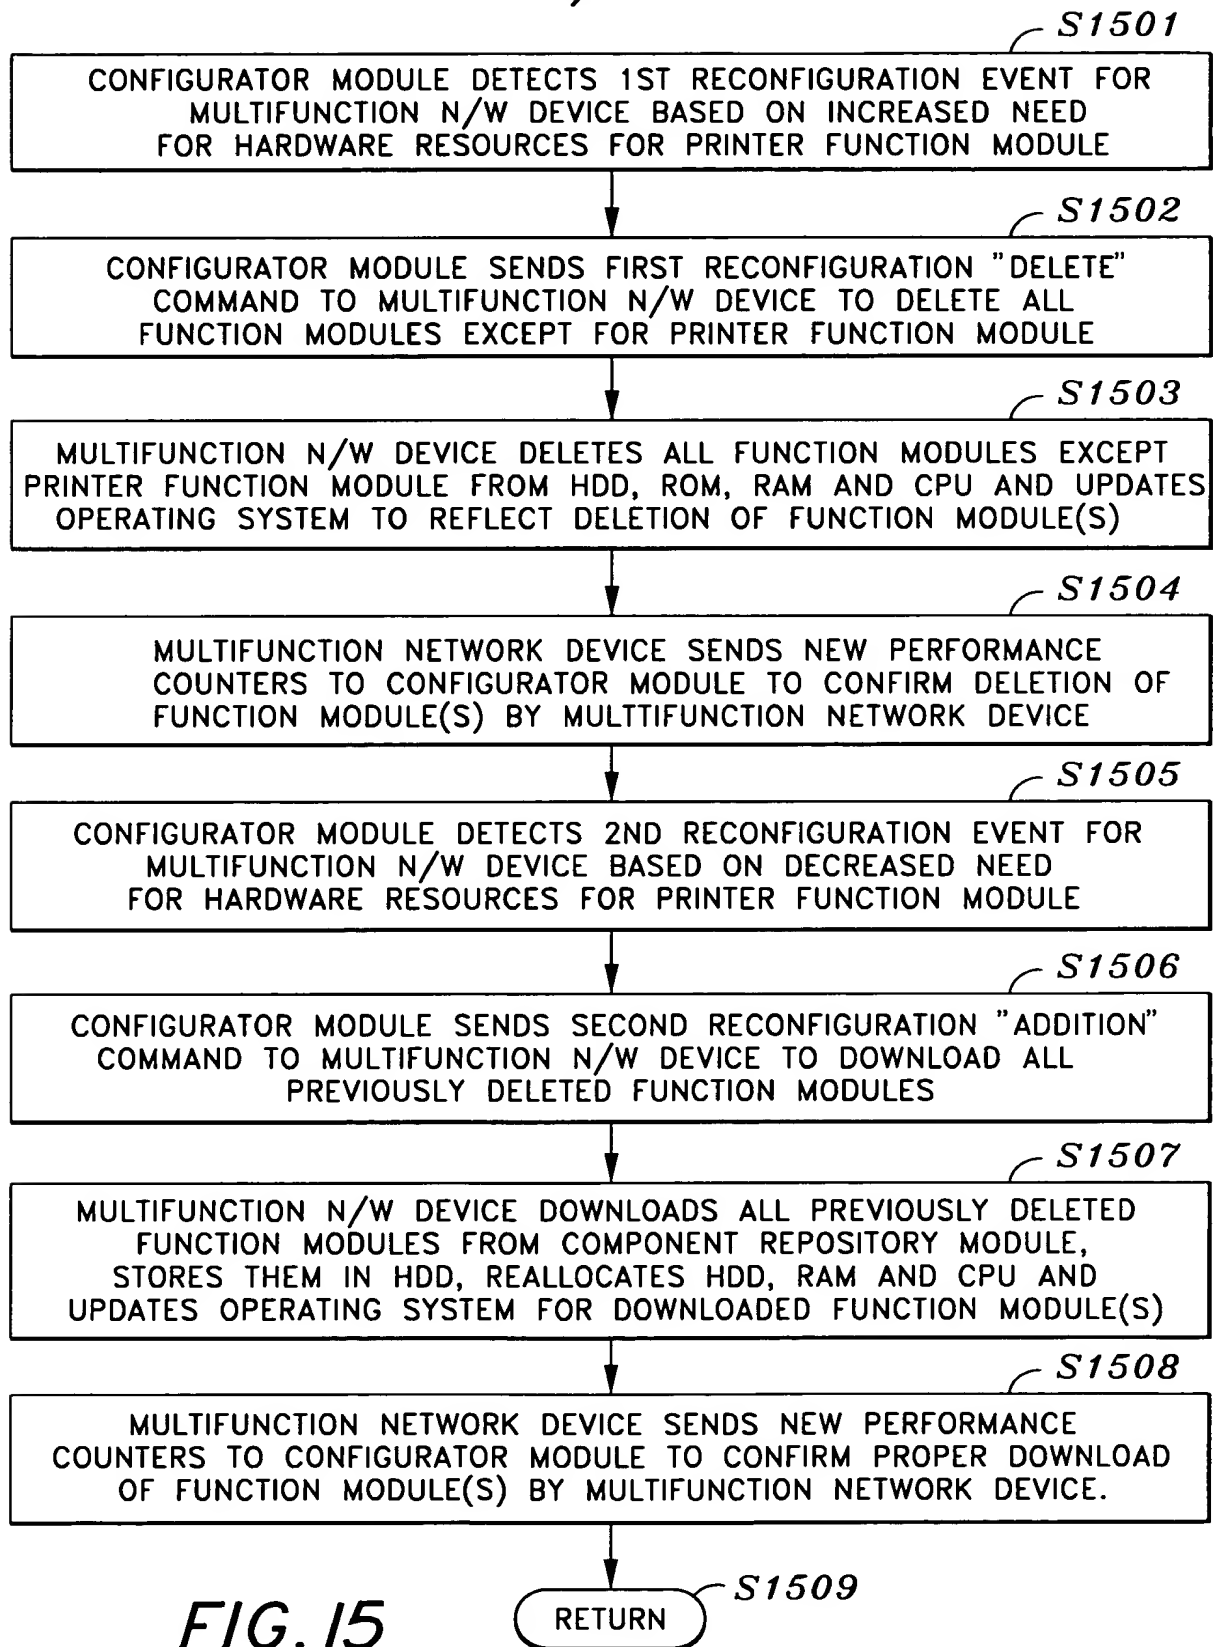 S1501
CONFIGURATOR MODULE DETECTS 1ST RECONFIGURATION EVENT FOR
MULTIFUNCTION N/W DEVICE BASED ON INCREASED NEED
FOR HARDWARE RESOURCES FOR PRINTER FUNCTION MODULE
S1502
CONFIGURATOR MODULE SENDS FIRST RECONFIGURATION "DELETE"
COMMAND TO MULTIFUNCTION N/W DEVICE TO DELETE ALL
FUNCTION MODULES EXCEPT FOR PRINTER FUNCTION MODULE
S1503
MULTIFUNCTION N/W DEVICE DELETES ALL FUNCTION MODULES EXCEPT
PRINTER FUNCTION MODULE FROM HDD, ROM, RAM AND CPU AND UPDATES
OPERATING SYSTEM TO REFLECT DELETION OF FUNCTION MODULE(S)
S1504
MULTIFUNCTION NETWORK DEVICE SENDS NEW PERFORMANCE
COUNTERS TO CONFIGURATOR MODULE TO CONFIRM DELETION OF
FUNCTION MODULE(S) BY MULTTIFUNCTION NETWORK DEVICE
S1505
CONFIGURATOR MODULE DETECTS 2ND RECONFIGURATION EVENT FOR
MULTIFUNCTION N/W DEVICE BASED ON DECREASED NEED
FOR HARDWARE RESOURCES FOR PRINTER FUNCTION MODULE
S1506
CONFIGURATOR MODULE SENDS SECOND RECONFIGURATION "ADDITION"
COMMAND TO MULTIFUNCTION N/W DEVICE TO DOWNLOAD ALL
PREVIOUSLY DELETED FUNCTION MODULES
S1507
MULTIFUNCTION N/W DEVICE DOWNLOADS ALL PREVIOUSLY DELETED
FUNCTION MODULES FROM COMPONENT REPOSITORY MODULE,
STORES THEM IN HDD, REALLOCATES HDD, RAM AND CPU AND
UPDATES OPERATING SYSTEM FOR DOWNLOADED FUNCTION MODULE(S)
S1508
MULTIFUNCTION NETWORK DEVICE SENDS NEW PERFORMANCE
COUNTERS TO CONFIGURATOR MODULE TO CONFIRM PROPER DOWNLOAD
OF FUNCTION MODULE(S) BY MULTIFUNCTION NETWORK DEVICE.
S1509
RETURN
FIG. 15